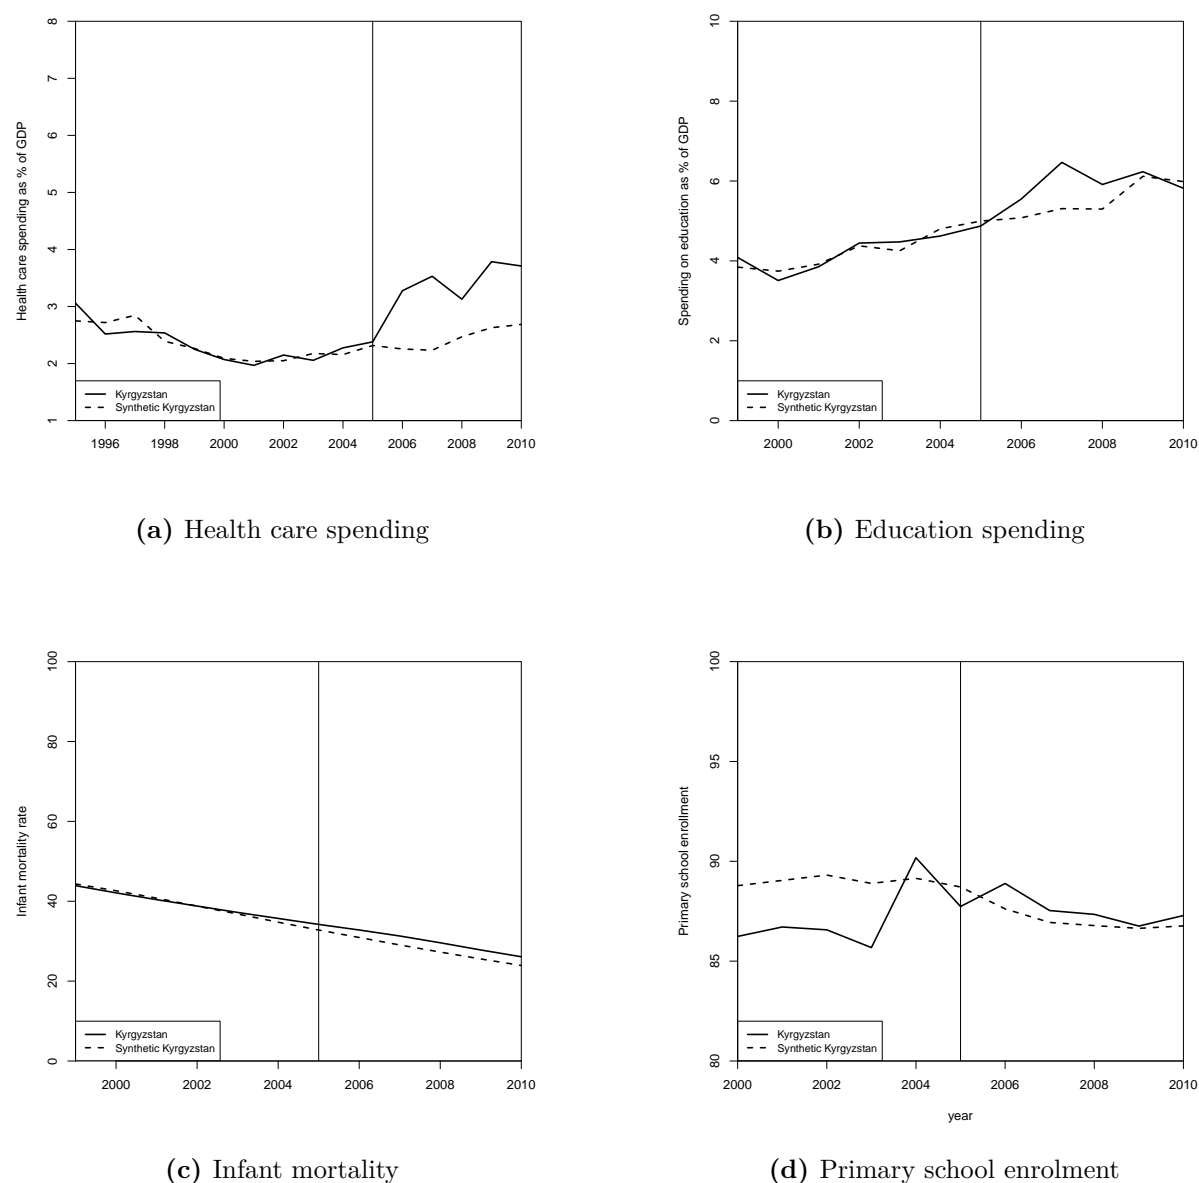 Health care spending as % of GDP
8
7
6
5
4
3
2
1
Kyrgyzstan
Synthetic Kyrgyzstan
1996 1998 2000 2002 2004 2006 2008 2010
(a) Health care spending
Spending on education as % of GDP
10
8
6
4
2
0
Kyrgyzstan
Synthetic Kyrgyzstan
2000 2002 2004 2006 2008 2010
(b) Education spending
Infant mortality rate
100
80
60
40
20
0
Kyrgyzstan
Synthetic Kyrgyzstan
2000 2002 2004 2006 2008 2010
(c) Infant mortality
Primary school enrollment
100
95
90
85
80
Kyrgyzstan
Synthetic Kyrgyzstan
2000 2002 2004 2006 2008 2010
year
(d) Primary school enrolment